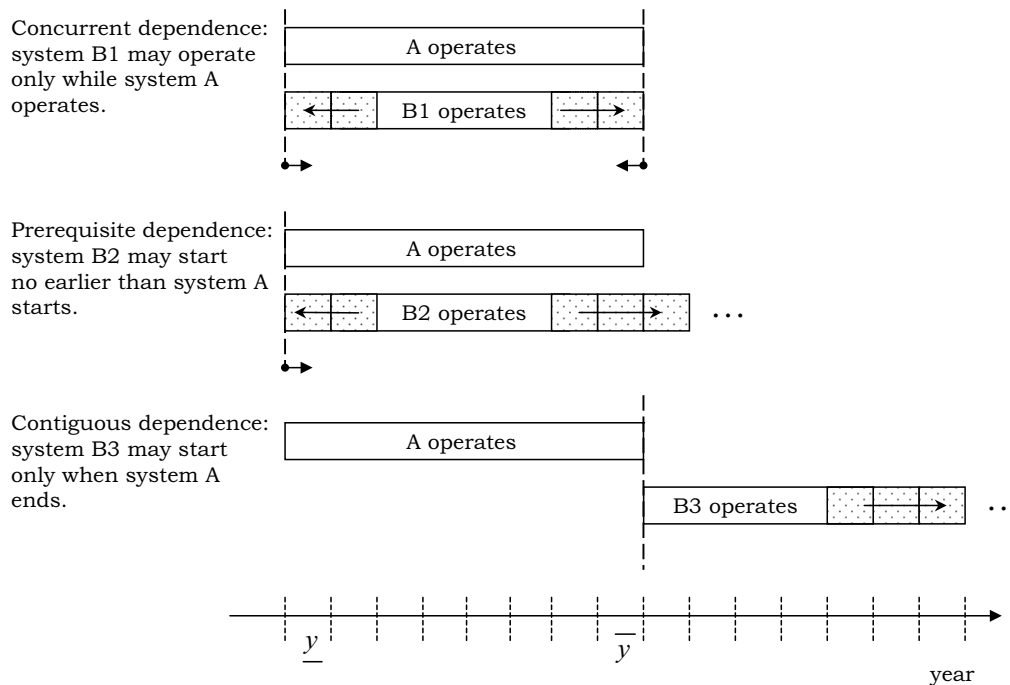 Concurrent dependence:
system B1 may operate
only while system A
operates.
A operates
B1 operates
Prerequisite dependence:
system B2 may start
no earlier than system A
starts.
A operates
B2 operates ...
Contiguous dependence:
system B3 may start
only when system A
ends.
A operates
B3 operates ..
y
y
year